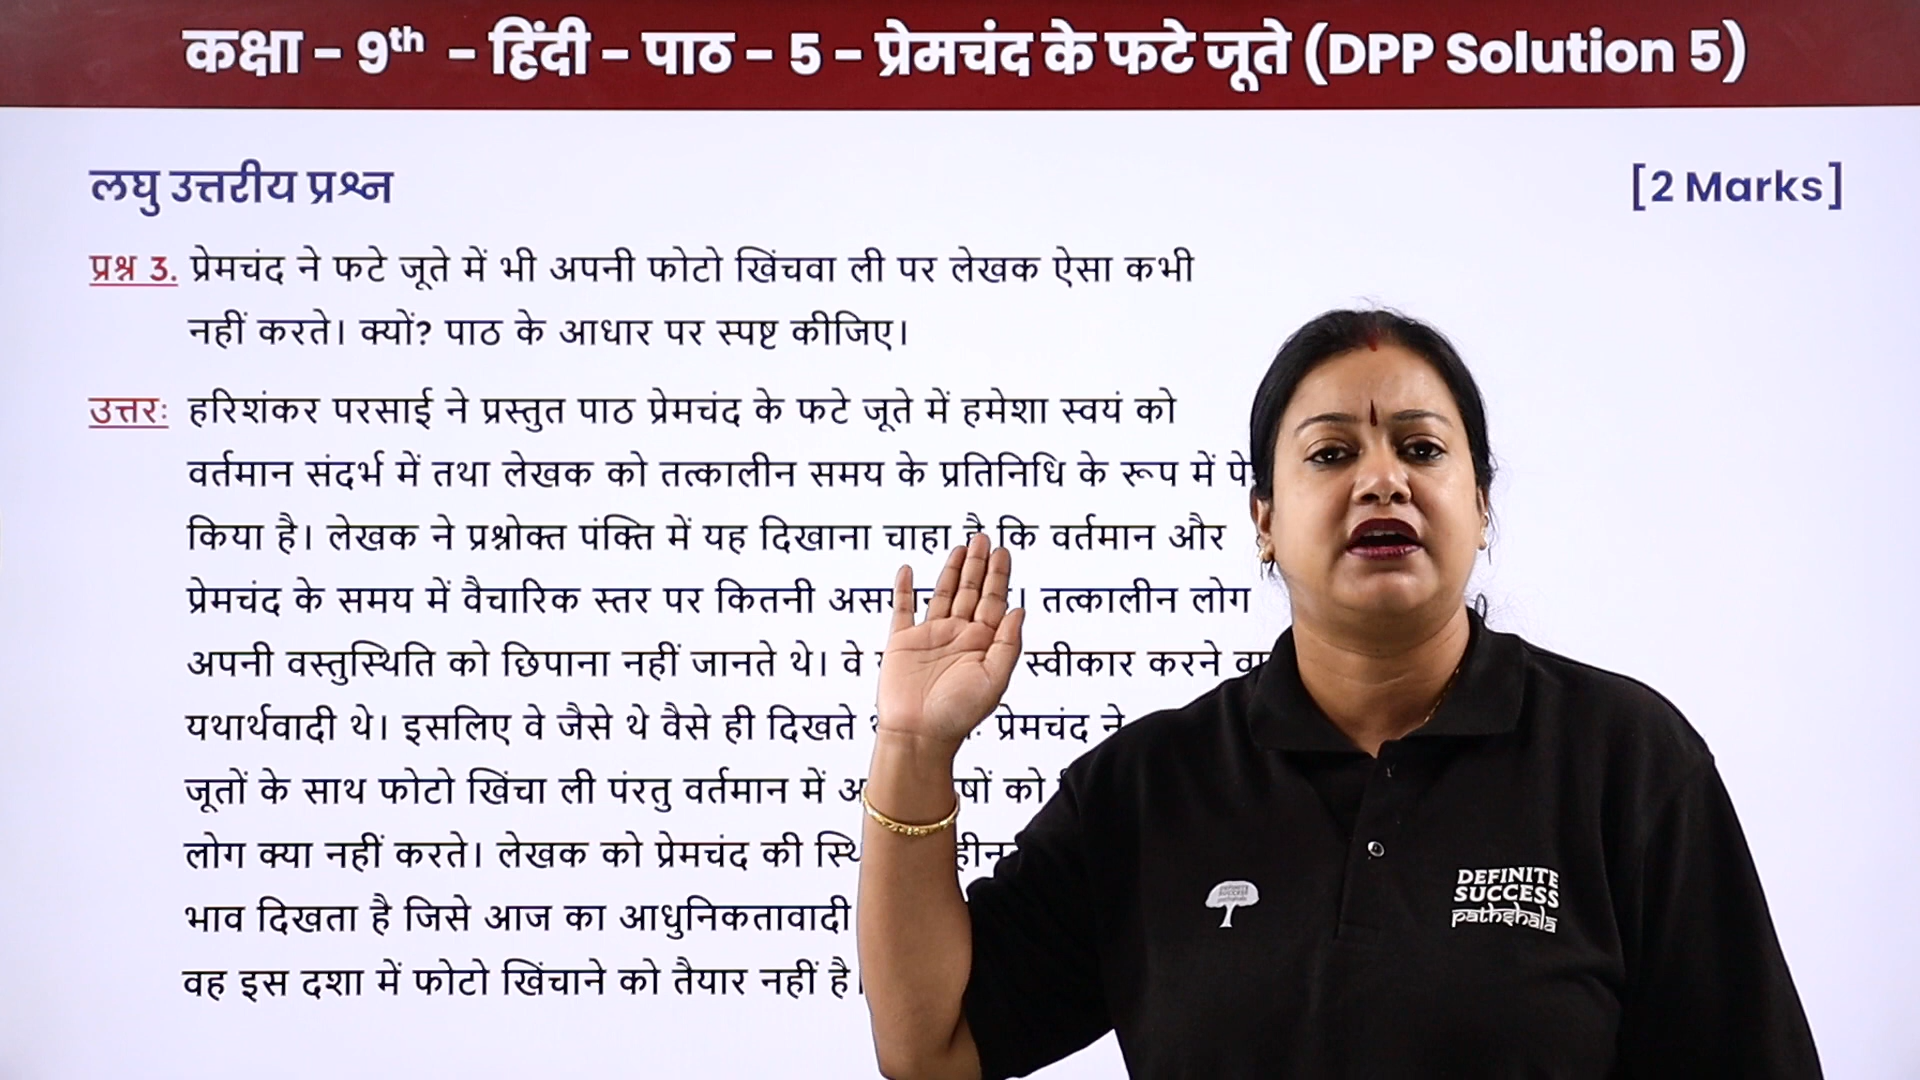 कक्षा - 9th - हिंदी - पाठ - 5 - प्रेमचंद के फटे जूते (DPP Solution 5)
लघु उत्तरीय प्रश्न [2 Marks]
प्रश्न 3. प्रेमचंद ने फटे जूते में भी अपनी फोटो खिंचवा ली पर लेखक ऐसा कभी
नहीं करते। क्यों? पाठ के आधार पर स्पष्ट कीजिए।
उत्तरः हरिशंकर परसाई ने प्रस्तुत पाठ प्रेमचंद के फटे जूते में हमेशा स्वयं को
वर्तमान संदर्भ में तथा लेखक को तत्कालीन समय के प्रतिनिधि के रूप में
किया है। लेखक ने प्रश्नोक्त पंक्ति में यह दिखाना चाहा है कि वर्तमान और
प्रेमचंद के समय में वैचारिक स्तर पर कितनी । तत्कालीन लोग
अपनी वस्तुस्थिति को छिपाना नहीं जानते थे। वे स्वीकार करने
यथार्थवादी थे। इसलिए वे जैसे थे वैसे ही दिखते प्रेमचंद ने
जूतों के साथ फोटो खिंचा ली पंरतु वर्तमान में को
लोग क्या नहीं करते। लेखक को प्रेमचंद की
भाव दिखता है जिसे आज का आधुनिकतावादी
वह इस दशा में फोटो खिंचाने को तैयार नहीं है।
DEFINITE
SUCCESS
pathshala